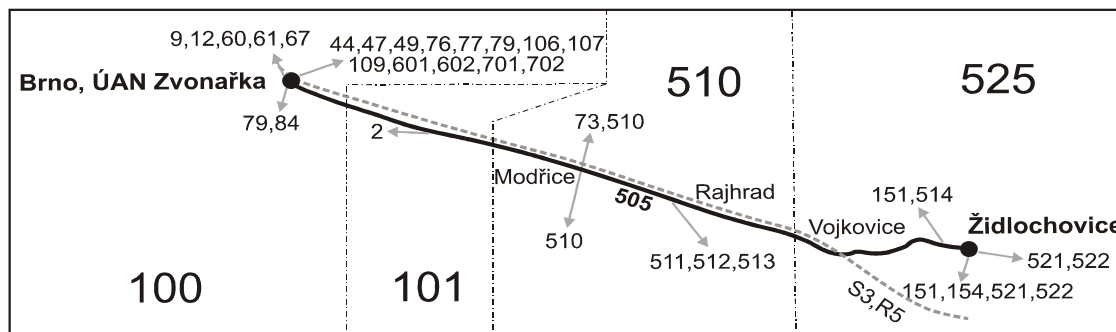 9,12,60,61,67
44,47,49,76,77,79,106,107
109,601,602,701,702
Brno, ÚAN Zvonařka
510
525
79,84
2
73,510
Modřice
505
Rajhrad
151,514
Vojkovice
Židlochovice
510
511,512,513
521,522
100
101
S3,R5
151,154,521,522